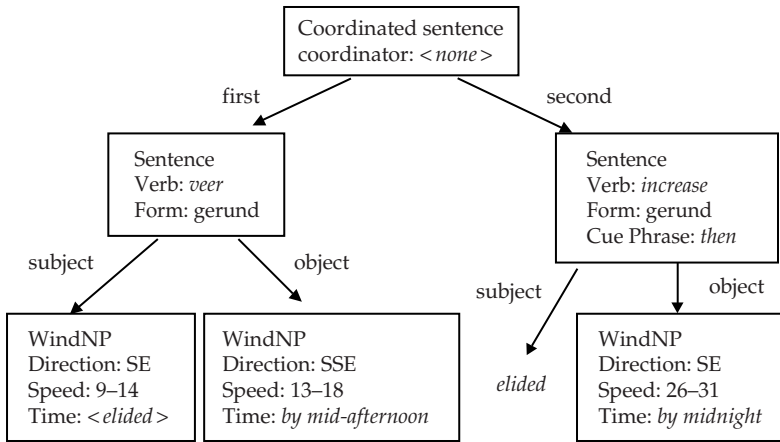 Coordinated sentence
coordinator: <none>
first
second
Sentence
Verb: veer
Form: gerund
Sentence
Verb: increase
Form: gerund
Cue Phrase: then
subject
object
subject
object
WindNP
Direction: SE
Speed: 9–14
Time: <elided>
WindNP
Direction: SSE
Speed: 13–18
Time: by mid-afternoon
elided
WindNP
Direction: SE
Speed: 26–31
Time: by midnight